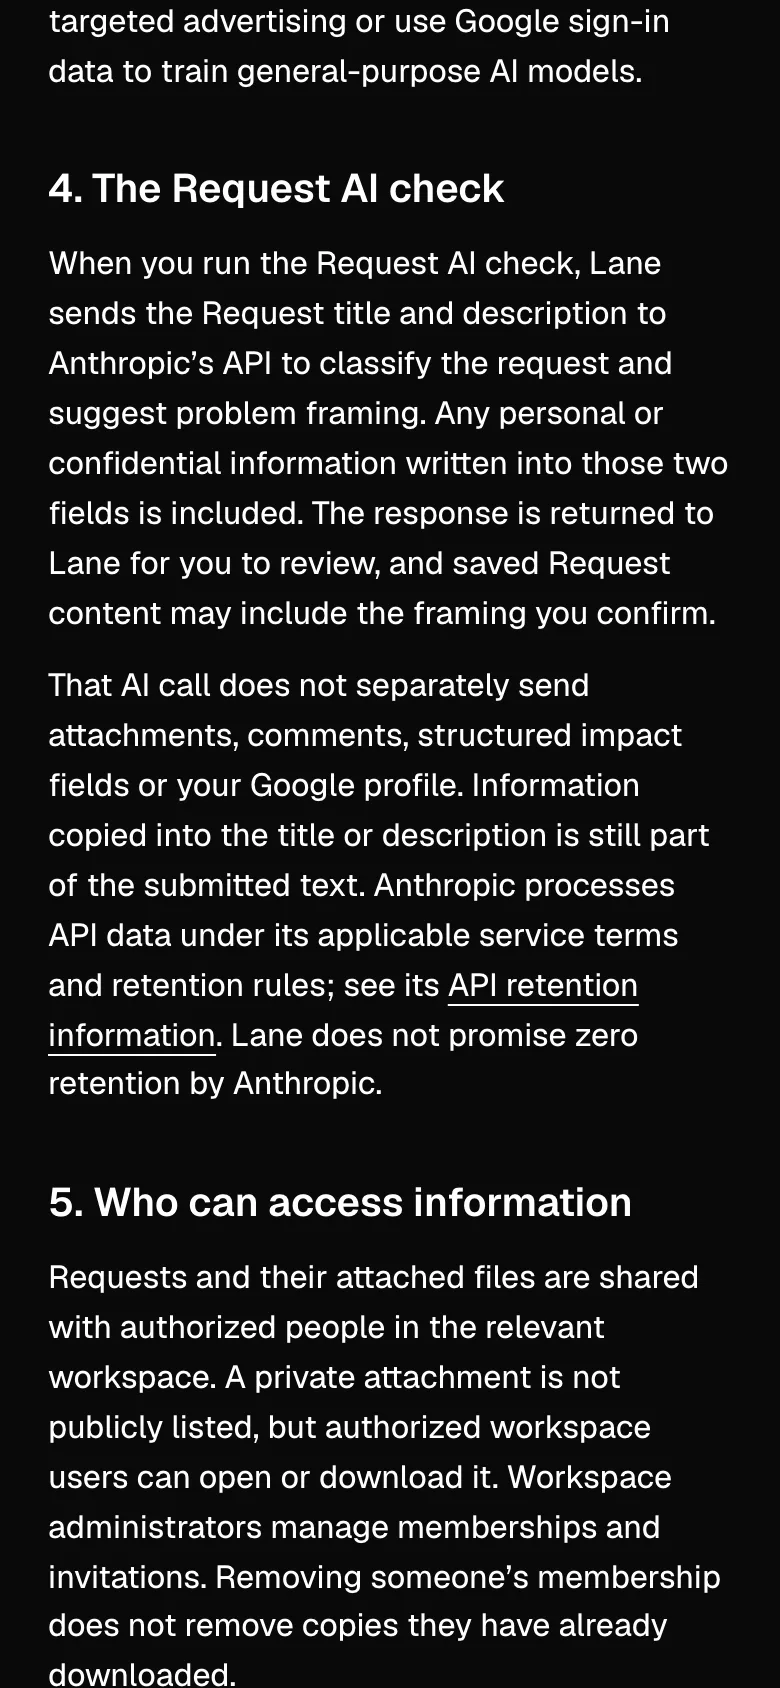 targeted advertising or use Google sign-in
data to train general-purpose AI models.
4. The Request AI check
When you run the Request AI check, Lane
sends the Request title and description to
Anthropic’s API to classify the request and
suggest problem framing. Any personal or
confidential information written into those two
fields is included. The response is returned to
Lane for you to review, and saved Request
content may include the framing you confirm.
That AI call does not separately send
attachments, comments, structured impact
fields or your Google profile. Information
copied into the title or description is still part
of the submitted text. Anthropic processes
API data under its applicable service terms
and retention rules; see its API retention
information. Lane does not promise zero
retention by Anthropic.
5. Who can access information
Requests and their attached files are shared
with authorized people in the relevant
workspace. A private attachment is not
publicly listed, but authorized workspace
users can open or download it. Workspace
administrators manage memberships and
invitations. Removing someone’s membership
does not remove copies they have already
downloaded.